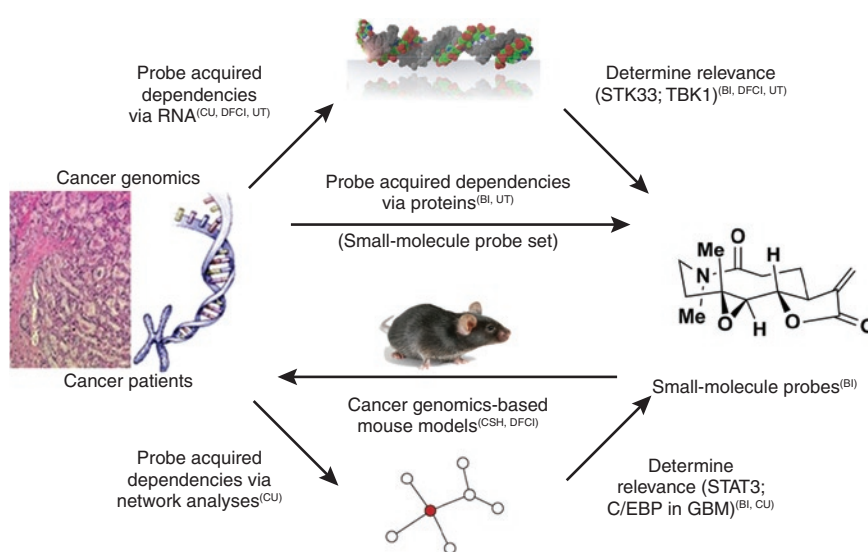 Probe acquired
dependencies
via RNA(CU, DFCI, UT)
Determine relevance
(STK33; TBK1)(BI, DFCI, UT)
Cancer genomics
Probe acquired dependencies
via proteins(BI, UT)
(Small-molecule probe set)
Me
O
H
N
Me
O
H
O
O
Cancer patients
Small-molecule probes(BI)
Cancer genomics-based
mouse models(CSH, DFCI)
Probe acquired
dependencies via
network analyses(CU)
Determine
relevance (STAT3;
C/EBP in GBM)(BI, CU)